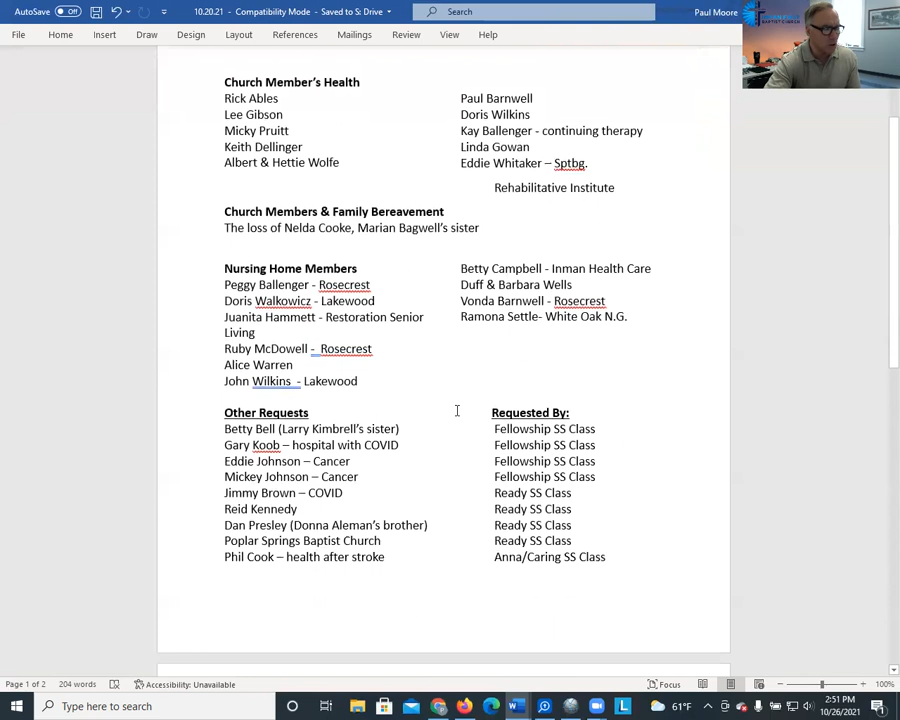 AutoSave Off 10.20.21 - Compatibility Mode - Saved to S: Drive Search Paul Moore
BAPTIST CHURCH
File Home Insert Draw Design Layout References Mailings Review View Help
Church Member's Health
Rick Ables Paul Barnwell
Lee Gibson Doris Wilkins
Micky Pruitt Kay Ballenger - continuing therapy
Keith Dellinger Linda Gowan
Albert & Hettie Wolfe Eddie Whitaker – Sptbg.
Rehabilitative Institute
Church Members & Family Bereavement
The loss of Nelda Cooke, Marian Bagwell's sister
Nursing Home Members Betty Campbell - Inman Health Care
Peggy Ballenger - Rosecrest Duff & Barbara Wells
Doris Walkowicz - Lakewood Vonda Barnwell - Rosecrest
Juanita Hammett - Restoration Senior Ramona Settle- White Oak N.G.
Living
Ruby McDowell - Rosecrest
Alice Warren
John Wilkins - Lakewood
Other Requests Requested By:
Betty Bell (Larry Kimbrell's sister) Fellowship SS Class
Gary Koob – hospital with COVID Fellowship SS Class
Eddie Johnson – Cancer Fellowship SS Class
Mickey Johnson – Cancer Fellowship SS Class
Jimmy Brown – COVID Ready SS Class
Reid Kennedy Ready SS Class
Dan Presley (Donna Aleman's brother) Ready SS Class
Poplar Springs Baptist Church Ready SS Class
Phil Cook – health after stroke Anna/Caring SS Class
Page 1 of 2 204 words Accessibility: Unavailable Focus 100%
Type here to search 61°F 2:51 PM
10/26/2021